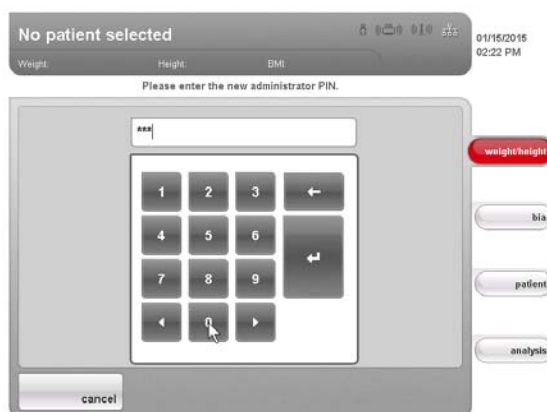 No patient selected
01/15/2015
02:22 PM
Weight: Height: BMI:
Please enter the new administrator PIN.
***
1 2 3
4 5 6
7 8 9
0
weight/height
bia
patient
analysis
cancel